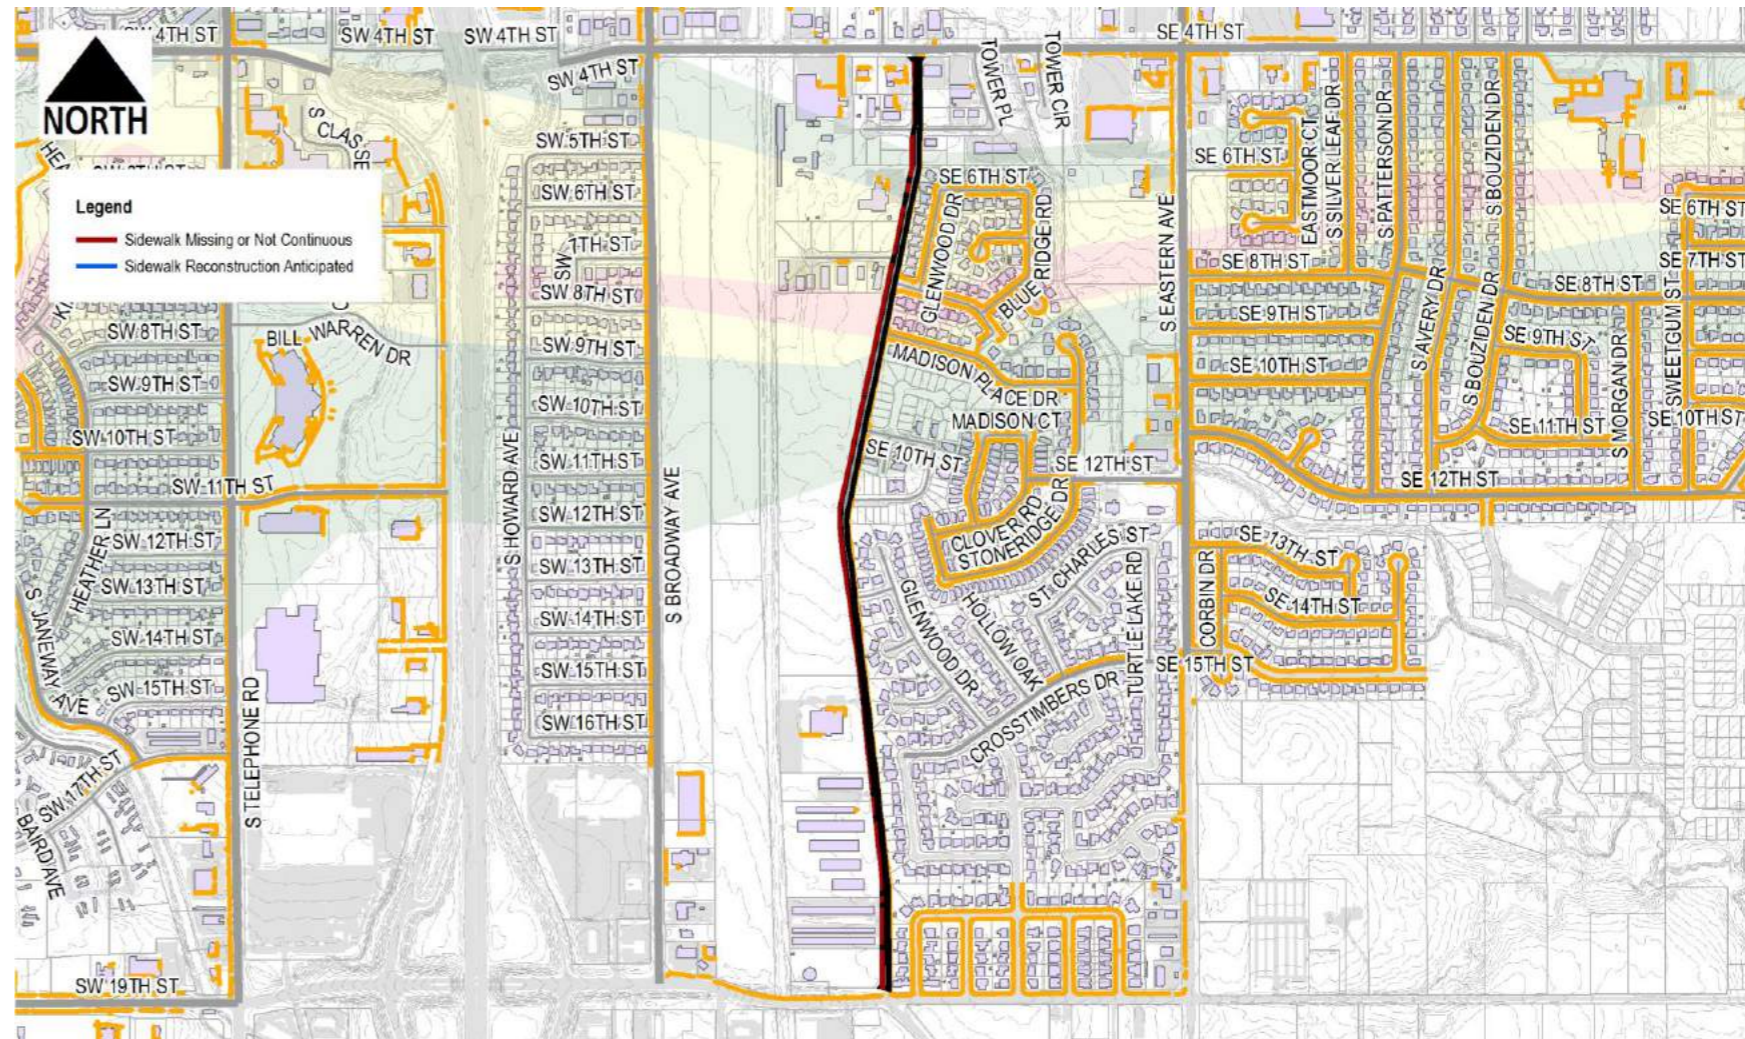 SW 4TH ST
SW 4TH ST
SW 4TH ST
SE 4TH ST
NORTH
SW 4TH ST
TOWER PL
TOWER CIR
SW 5TH ST
SW 6TH ST
SE 6TH ST
SE 6TH ST
EASTMOOR CT
S SILVER LEAF DR
S PATTERSON DR
S BOUZIDEN DR
SE 6TH ST
Legend
Sidewalk Missing or Not Continuous
Sidewalk Reconstruction Anticipated
7TH ST
SW 8TH ST
GLENWOOD DR
BLUE RIDGE RD
S EASTERN AVE
SE 8TH ST
SE 8TH ST
SE 7TH ST
SW 8TH ST
BILL WARREN DR
SW 9TH ST
MADISON PLACE DR
SE 9TH ST
S AVERY DR
S BOUZIDEN DR
SE 9TH ST
S MORGAN DR
SWEETGUM ST
SW 9TH ST
SW 10TH ST
SE 10TH ST
MADISON CT
SE 11TH ST
SE 10TH ST
SW 10TH ST
SW 11TH ST
SE 10TH ST
SE 12TH ST
SE 12TH ST
SW 11TH ST
S HOWARD AVE
S BROADWAY AVE
SW 12TH ST
CLOVER RD
STONERIDGE DR
HEATHER LN
SW 12TH ST
SW 13TH ST
ST CHARLES ST
SE 13TH ST
SW 13TH ST
S JANEWAY AVE
SW 14TH ST
GLENWOOD DR
HOLLOW OAK
TURTLE LAKE RD
CORBIN DR
SE 14TH ST
SW 14TH ST
SW 15TH ST
SE 15TH ST
SW 15TH ST
S TELEPHONE RD
SW 16TH ST
CROSSTIMBERS DR
SW 17TH ST
BAIRD AVE
SW 19TH ST